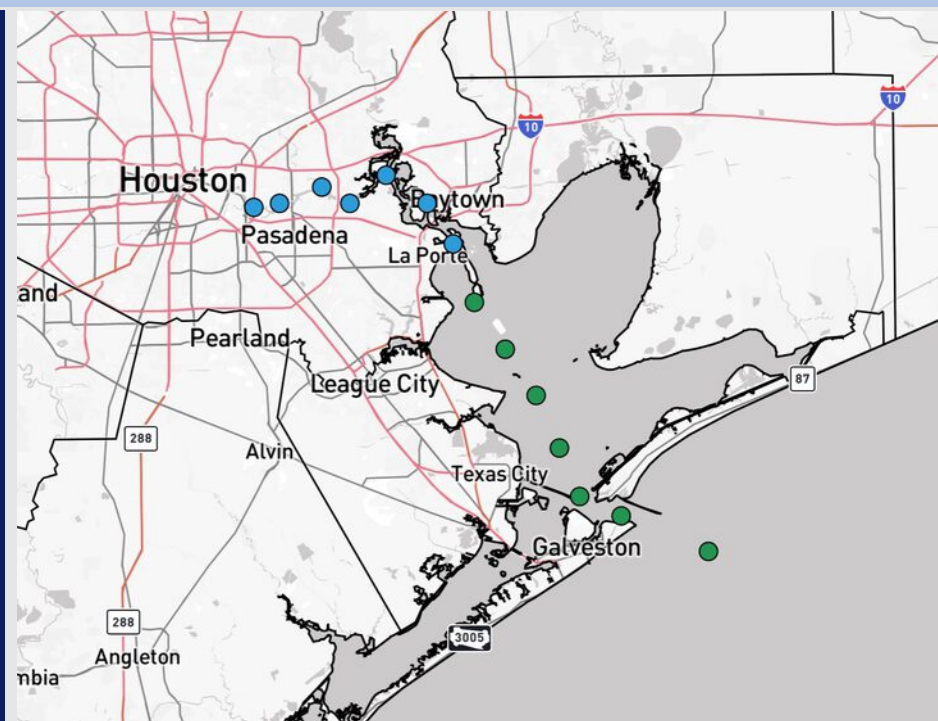 10
10
Houston
Baytown
Pasadena
La Porte
and
Pearland
League City
87
288
Alvin
Texas City
Galveston
288
3005
Angleton
mbia